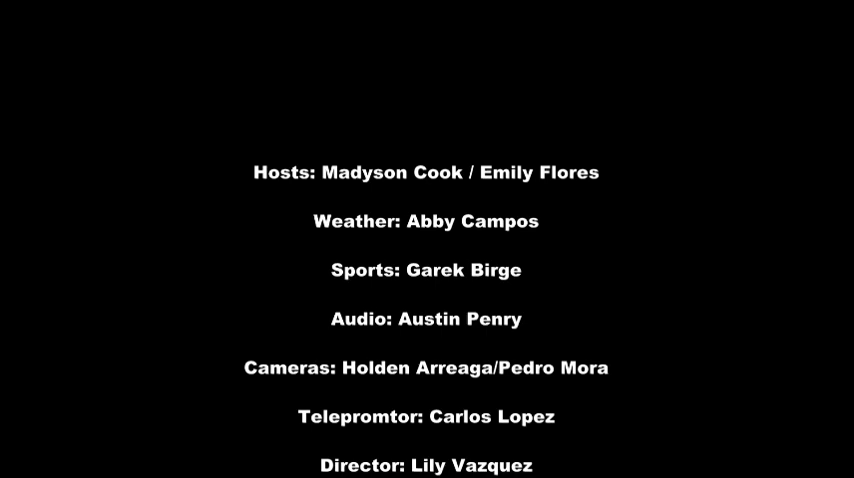 Hosts: Madyson Cook / Emily Flores
Weather: Abby Campos
Sports: Garek Birge
Audio: Austin Penry
Cameras: Holden Arreaga/Pedro Mora
Telepromtor: Carlos Lopez
Director: Lily Vazquez